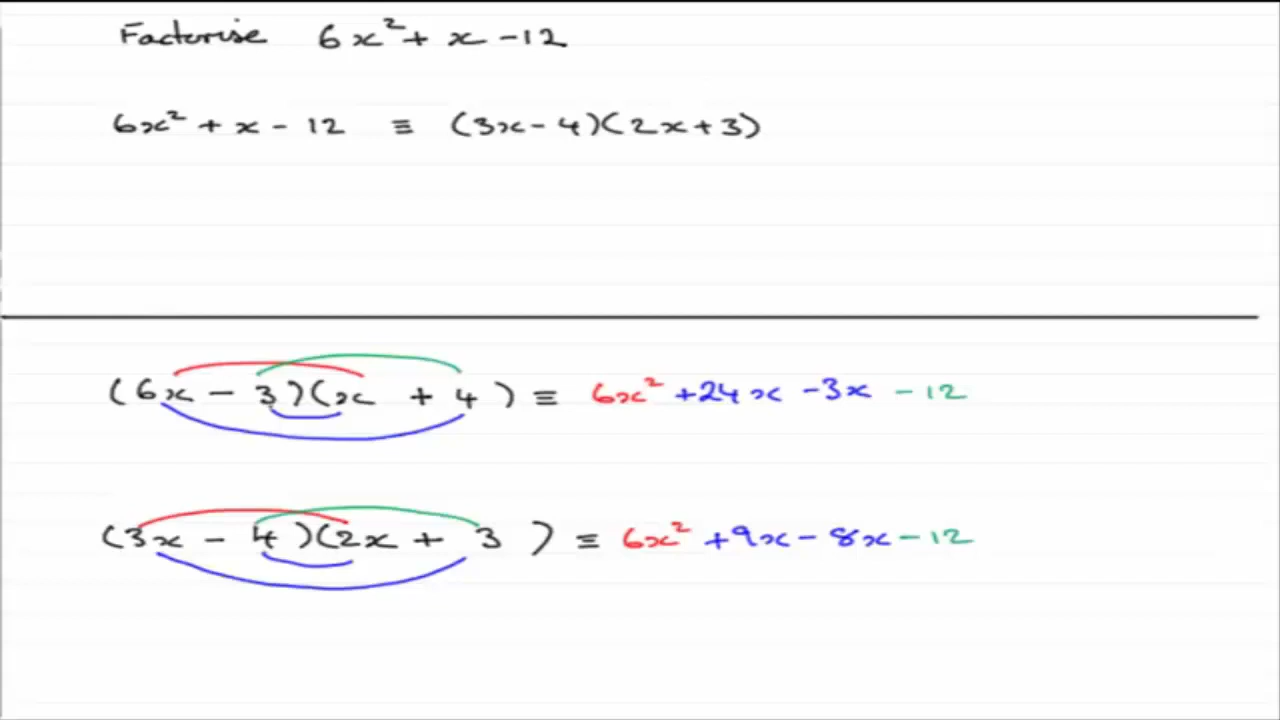 Factorise 6x² + x - 12
6x² + x - 12 ≡ (3x - 4)(2x + 3)
(6x - 3)(x + 4) ≡ 6x² + 24x - 3x - 12
(3x - 4)(2x + 3) ≡ 6x² + 9x - 8x - 12